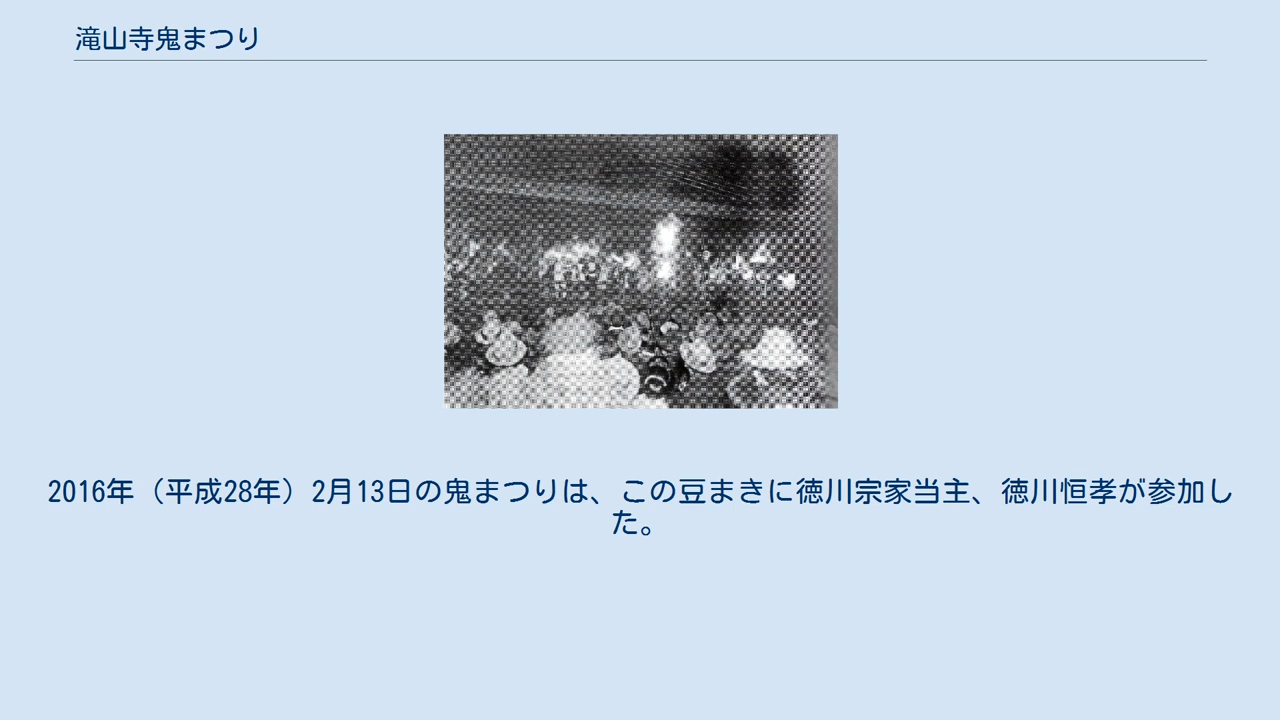 滝山寺鬼まつり
2016年（平成28年）2月13日の鬼まつりは、この豆まきに徳川宗家当主、徳川恒孝が参加し
た。